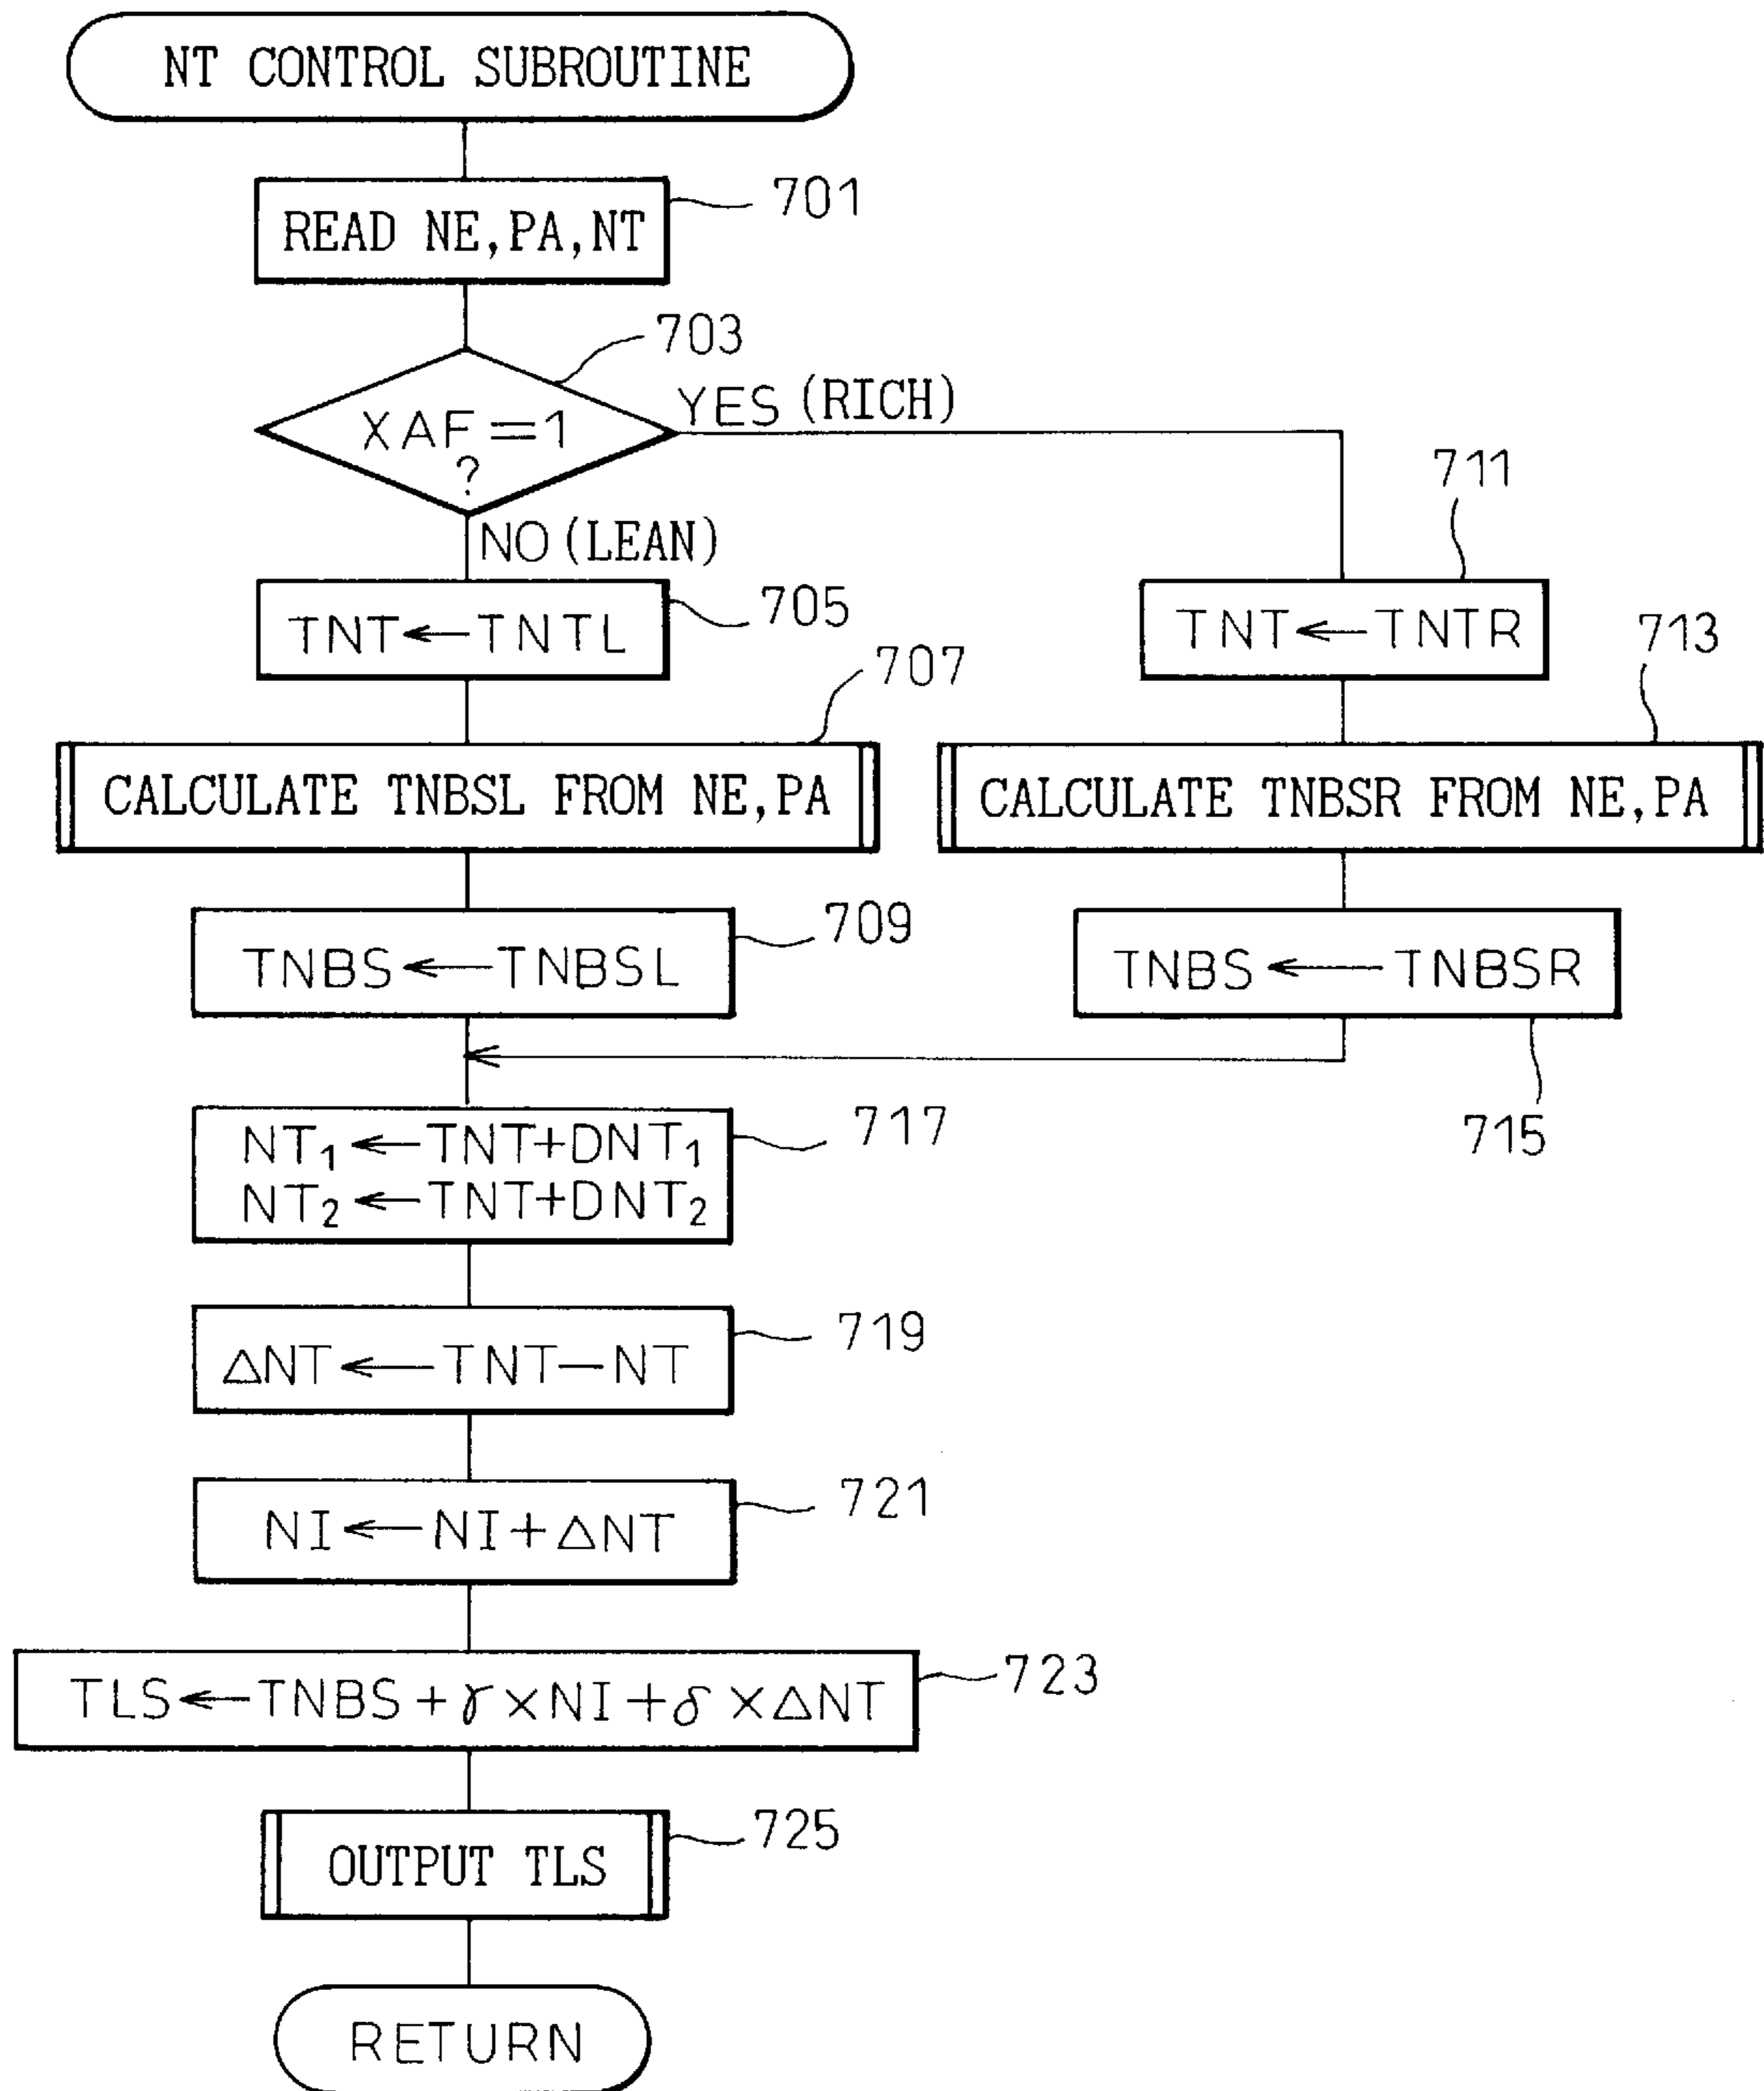 NT CONTROL SUBROUTINE
READ NE,PA,NT
701
703
XAF=1
?
YES (RICH)
NO (LEAN)
TNT←TNTL
705
711
TNT←TNTR
707
CALCULATE TNBSL FROM NE,PA
713
CALCULATE TNBSR FROM NE,PA
TNBS←TNBSL
709
TNBS←TNBSR
715
NT₁←TNT+DNT₁
NT₂←TNT+DNT₂
717
ΔNT←TNT−NT
719
NI←NI+ΔNT
721
TLS←TNBS+γ×NI+δ×ΔNT
723
OUTPUT TLS
725
RETURN